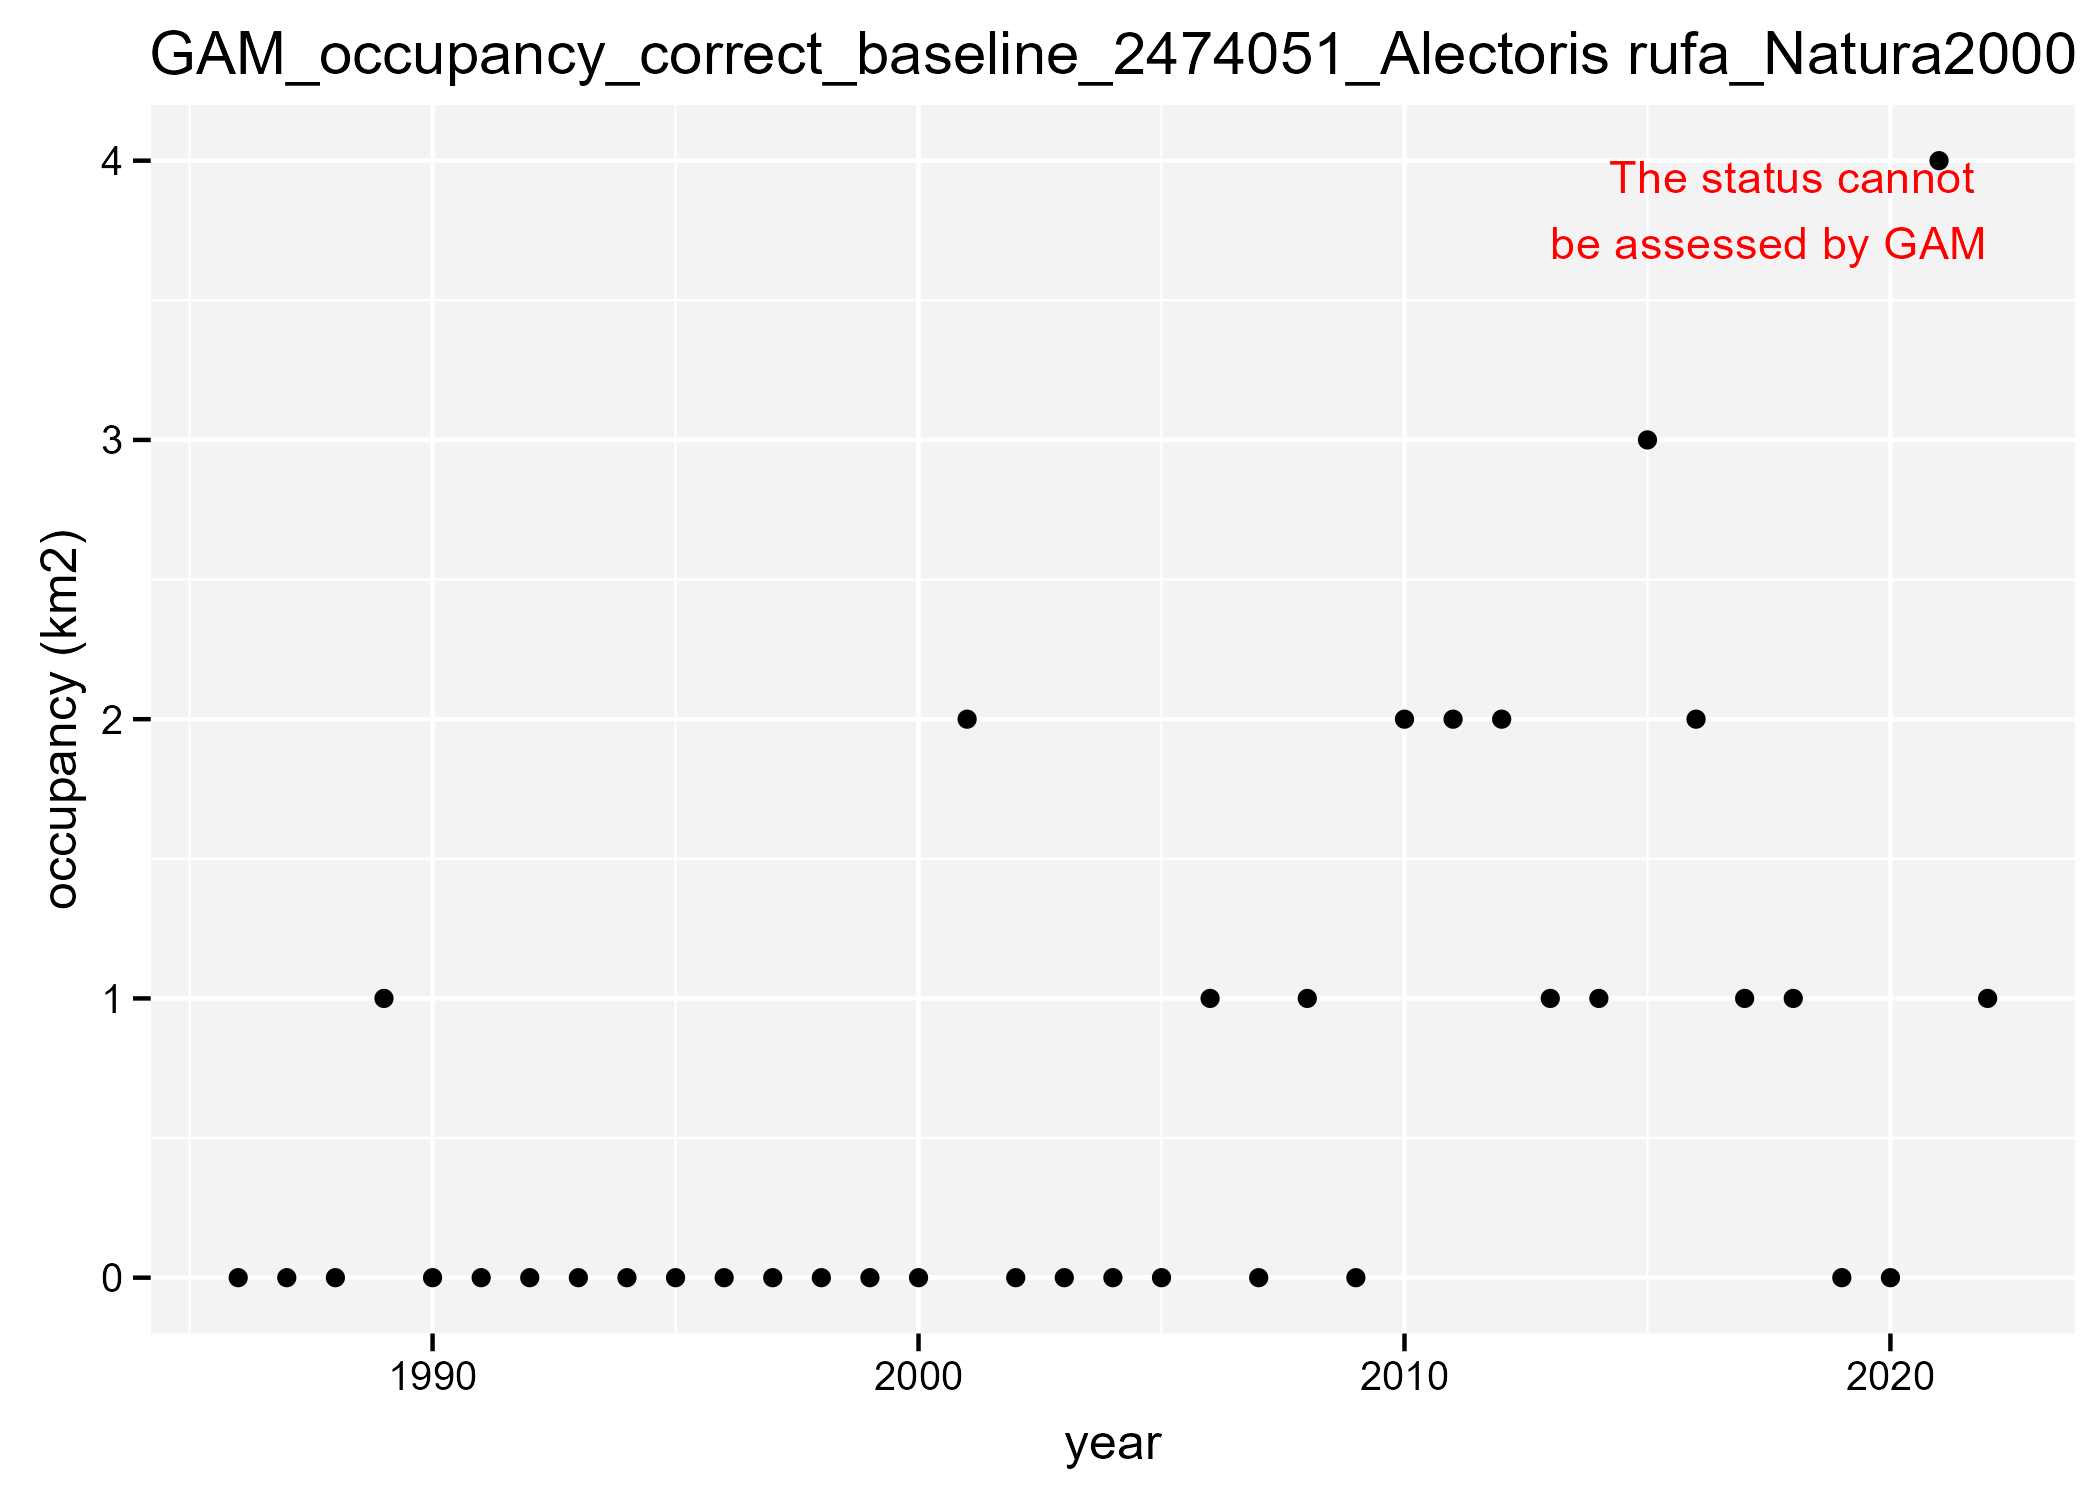 GAM_occupancy_correct_baseline_2474051_Alectoris rufa_Natura2000
4
The status cannot
be assessed by GAM
3
2
1
0
occupancy (km2)
1990 2000 2010 2020
year